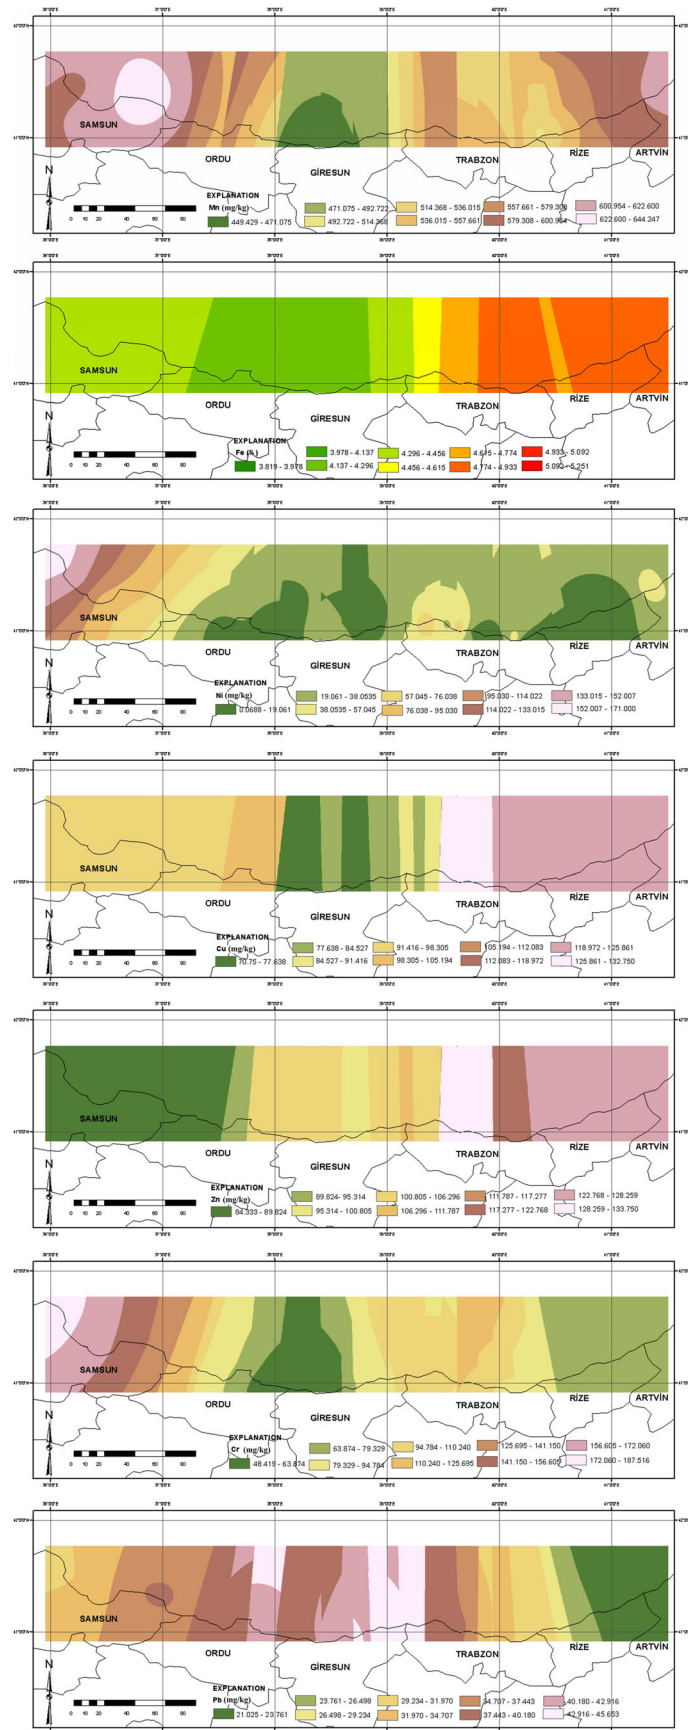 SAMSUN
ORDU
GİRESUN
TRABZON
RİZE
ARTVİN
N
EXPLANATION
Mn (mg/kg)
449.429 - 471.075
471.075 - 492.722
492.722 - 514.368
514.368 - 536.015
536.015 - 557.661
557.661 - 579.308
579.308 - 600.954
600.954 - 622.600
622.600 - 644.247
SAMSUN
ORDU
GİRESUN
TRABZON
RİZE
ARTVİN
N
EXPLANATION
Fe (%)
3.819 - 3.978
3.978 - 4.137
4.137 - 4.296
4.296 - 4.456
4.456 - 4.615
4.615 - 4.774
4.774 - 4.933
4.933 - 5.092
5.092 - 5.251
SAMSUN
ORDU
GİRESUN
TRABZON
RİZE
ARTVİN
N
EXPLANATION
Ni (mg/kg)
0.0688 - 19.061
19.061 - 38.0535
38.0535 - 57.045
57.045 - 76.038
76.038 - 95.030
95.030 - 114.022
114.022 - 133.015
133.015 - 152.007
152.007 - 171.000
SAMSUN
ORDU
GİRESUN
TRABZON
RİZE
ARTVİN
N
EXPLANATION
Cu (mg/kg)
70.75 - 77.638
77.638 - 84.527
84.527 - 91.416
91.416 - 98.305
98.305 - 105.194
105.194 - 112.083
112.083 - 118.972
118.972 - 125.861
125.861 - 132.750
SAMSUN
ORDU
GİRESUN
TRABZON
RİZE
ARTVİN
N
EXPLANATION
Zn (mg/kg)
84.333 - 89.824
89.824- 95.314
95.314 - 100.805
100.805 - 106.296
106.296 - 111.787
111.787 - 117.277
117.277 - 122.768
122.768 - 128.259
128.259 - 133.750
SAMSUN
ORDU
GİRESUN
TRABZON
RİZE
ARTVİN
N
EXPLANATION
Cr (mg/kg)
48.419 - 63.874
63.874 - 79.329
79.329 - 94.784
94.784 - 110.240
110.240 - 125.695
125.695 - 141.150
141.150 - 156.605
156.605 - 172.060
172.060 - 187.516
SAMSUN
ORDU
GİRESUN
TRABZON
RİZE
ARTVİN
N
EXPLANATION
Pb (mg/kg)
21.025 - 23.761
23.761 - 26.498
26.498 - 29.234
29.234 - 31.970
31.970 - 34.707
34.707 - 37.443
37.443 - 40.180
40.180 - 42.916
42.916 - 45.653